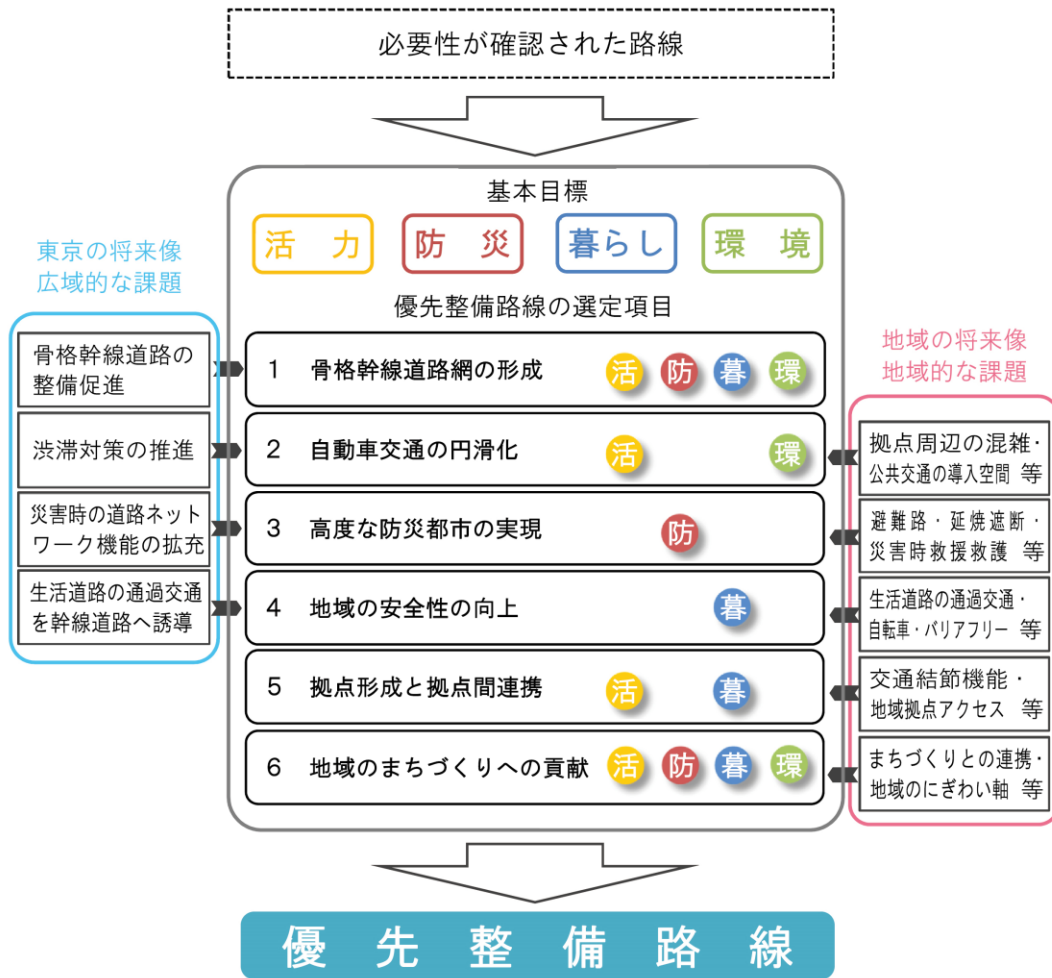 必要性が確認された路線
基本目標
活 力
防 災
暮らし
環 境
優先整備路線の選定項目
東京の将来像
広域的な課題
骨格幹線道路の
整備促進
渋滞対策の推進
災害時の道路ネット
ワーク機能の拡充
生活道路の通過交通
を幹線道路へ誘導
1 骨格幹線道路網の形成 活 防 暮 環
2 自動車交通の円滑化 活 環
3 高度な防災都市の実現 防
4 地域の安全性の向上 暮
5 拠点形成と拠点間連携 活 暮
6 地域のまちづくりへの貢献 活 防 暮 環
地域の将来像
地域的な課題
拠点周辺の混雑・
公共交通の導入空間 等
避難路・延焼遮断・
災害時救援救護 等
生活道路の通過交通・
自転車・バリアフリー 等
交通結節機能・
地域拠点アクセス 等
まちづくりとの連携・
地域のにぎわい軸 等
優先整備路線